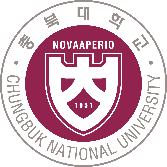 충북대학교
NOVAAPERIO
1951
CHUNGBUK NATIONAL UNIVERSITY